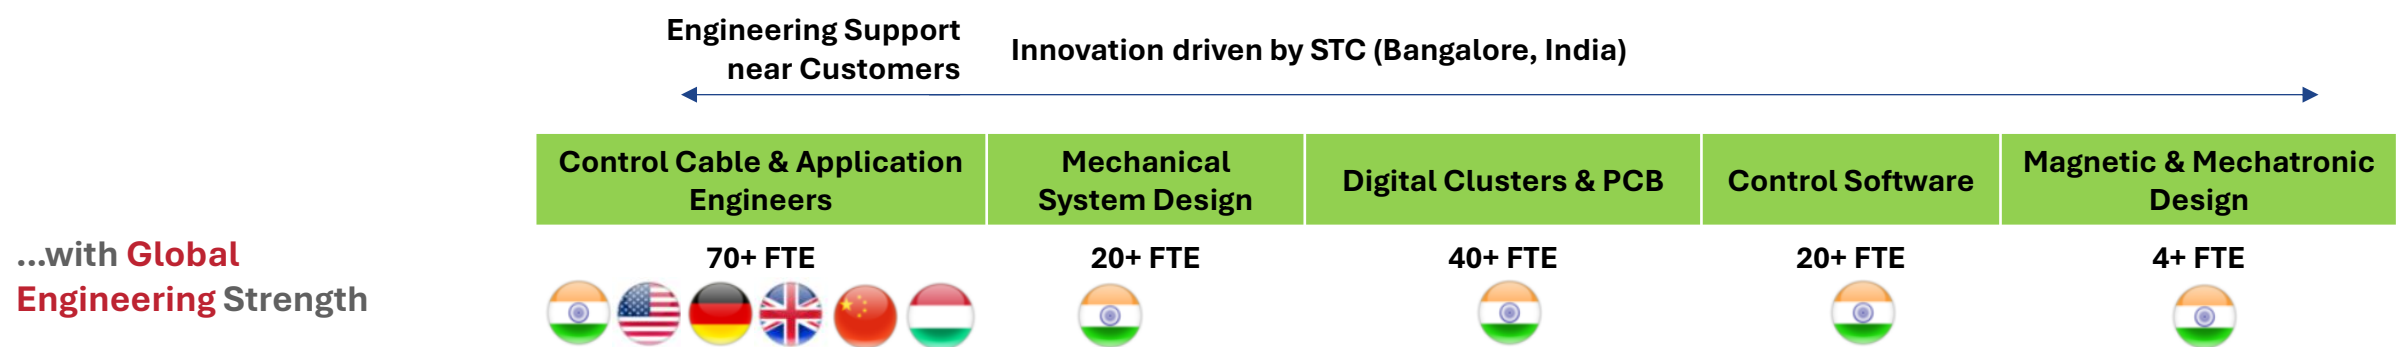 Engineering Support
near Customers
Innovation driven by STC (Bangalore, India)
Control Cable & Application
Engineers
Mechanical
System Design
Digital Clusters & PCB
Control Software
Magnetic & Mechatronic
Design
...with Global
Engineering Strength
70+ FTE
20+ FTE
40+ FTE
20+ FTE
4+ FTE